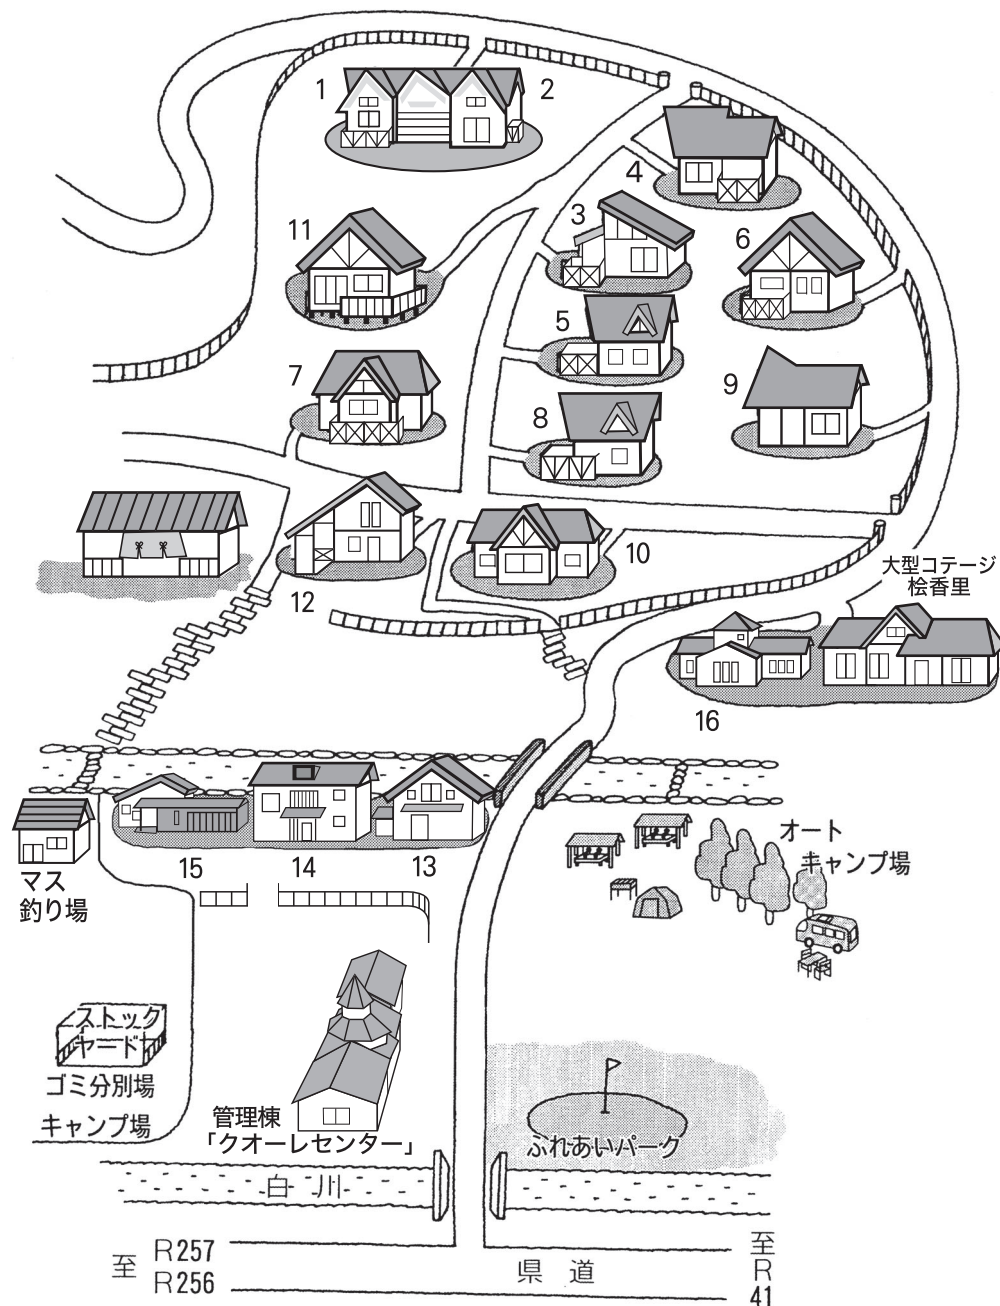 1
2
4
3
11
6
5
7
9
8
10
12
大型コテージ
桧香里
16
オート
キャンプ場
15
14
13
マス
釣り場
ストック
ヤード
ゴミ分別場
キャンプ場
管理棟
「クオーレセンター」
ふれあいパーク
白川
至 R257
R256
県道
至
R
41